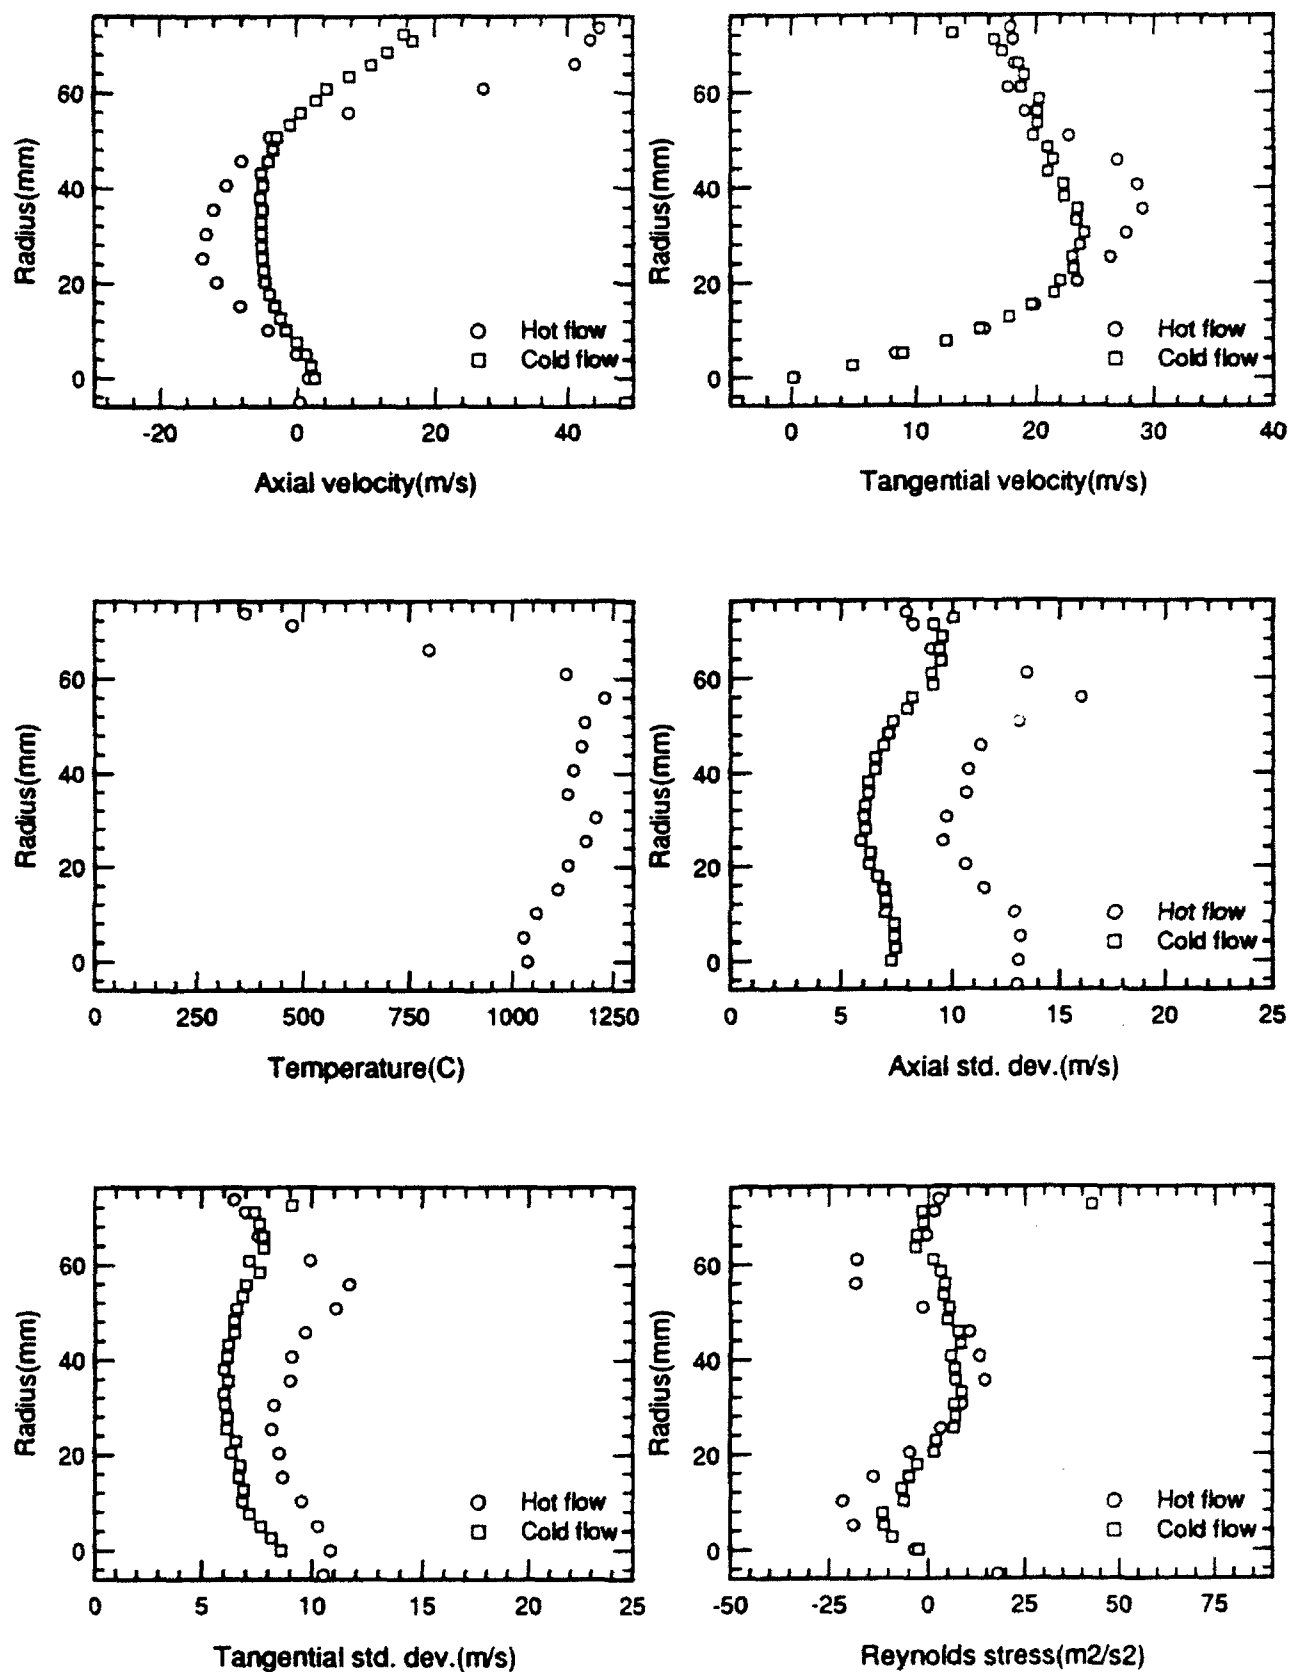 60
40
20
0
Radius(mm)
Hot flow
Cold flow
-20 0 20 40
Axial velocity(m/s)
60
40
20
0
Radius(mm)
Hot flow
Cold flow
0 10 20 30 40
Tangential velocity(m/s)
60
40
20
0
Radius(mm)
0 250 500 750 1000 1250
Temperature(C)
60
40
20
0
Radius(mm)
Hot flow
Cold flow
0 5 10 15 20 25
Axial std. dev.(m/s)
60
40
20
0
Radius(mm)
Hot flow
Cold flow
0 5 10 15 20 25
Tangential std. dev.(m/s)
60
40
20
0
Radius(mm)
Hot flow
Cold flow
-50 -25 0 25 50 75
Reynolds stress(m2/s2)